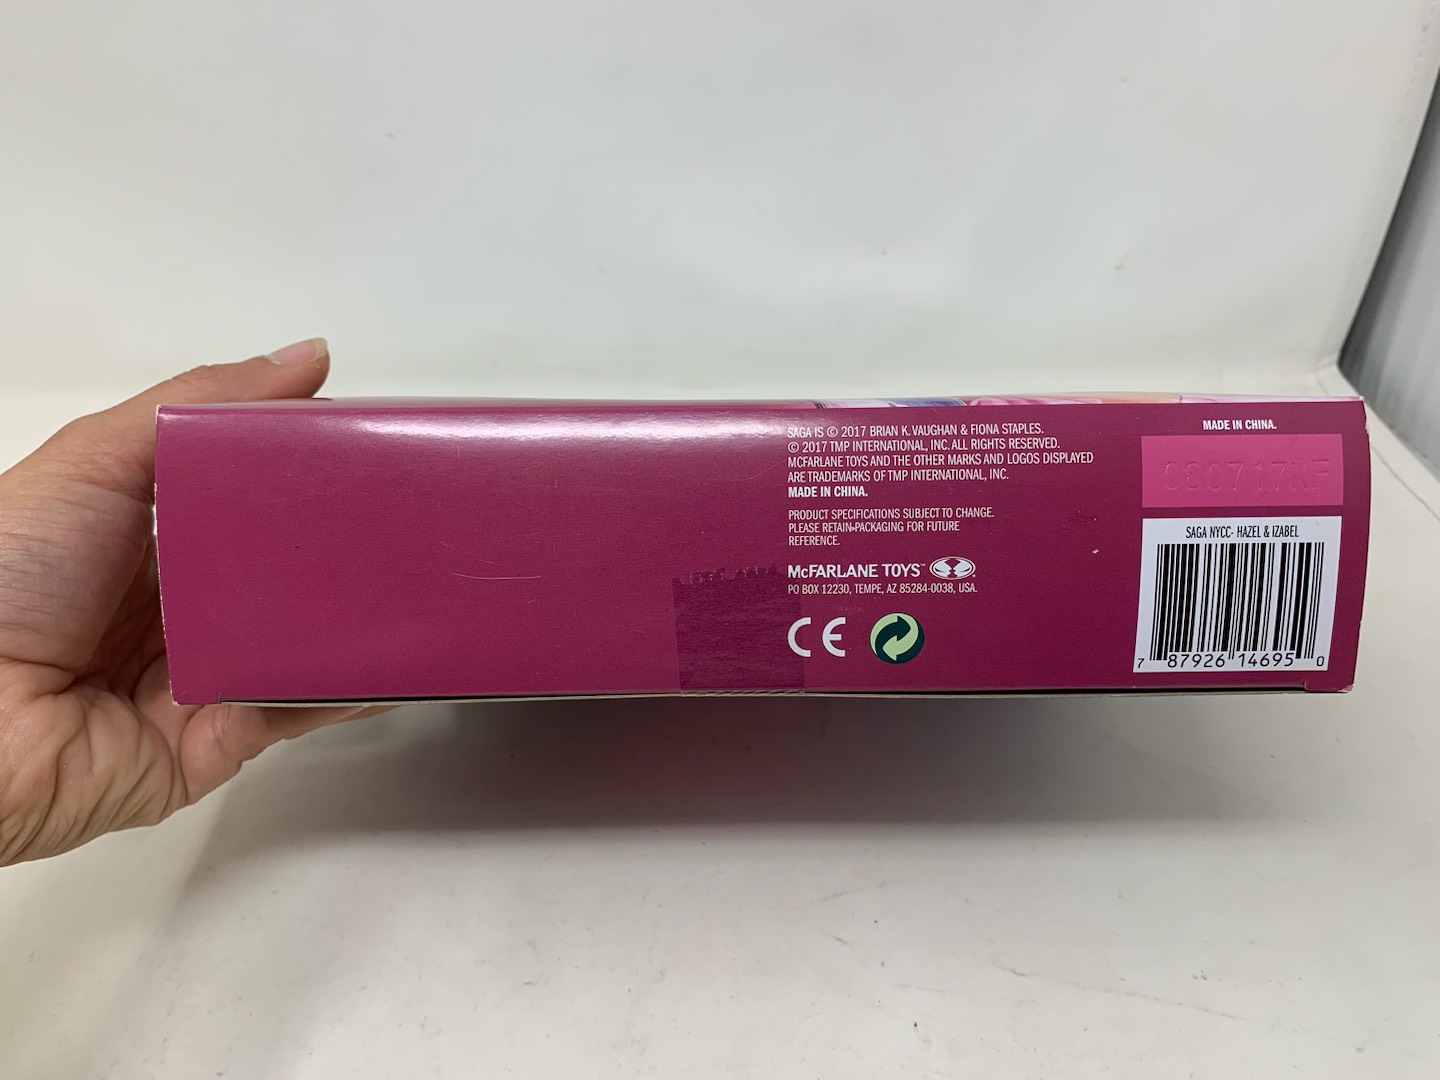 SAGA IS © 2017 BRIAN K. VAUGHAN & FIONA STAPLES.
© 2017 TMP INTERNATIONAL, INC. ALL RIGHTS RESERVED.
MCFARLANE TOYS AND THE OTHER MARKS AND LOGOS DISPLAYED
ARE TRADEMARKS OF TMP INTERNATIONAL, INC.
MADE IN CHINA.
PRODUCT SPECIFICATIONS SUBJECT TO CHANGE.
PLEASE RETAIN PACKAGING FOR FUTURE
REFERENCE.
McFARLANE TOYS™
PO BOX 12230, TEMPE, AZ 85284-0038, USA.
CE
MADE IN CHINA.
080717KF
SAGA NYCC- HAZEL & IZABEL
7 87926 14695 0